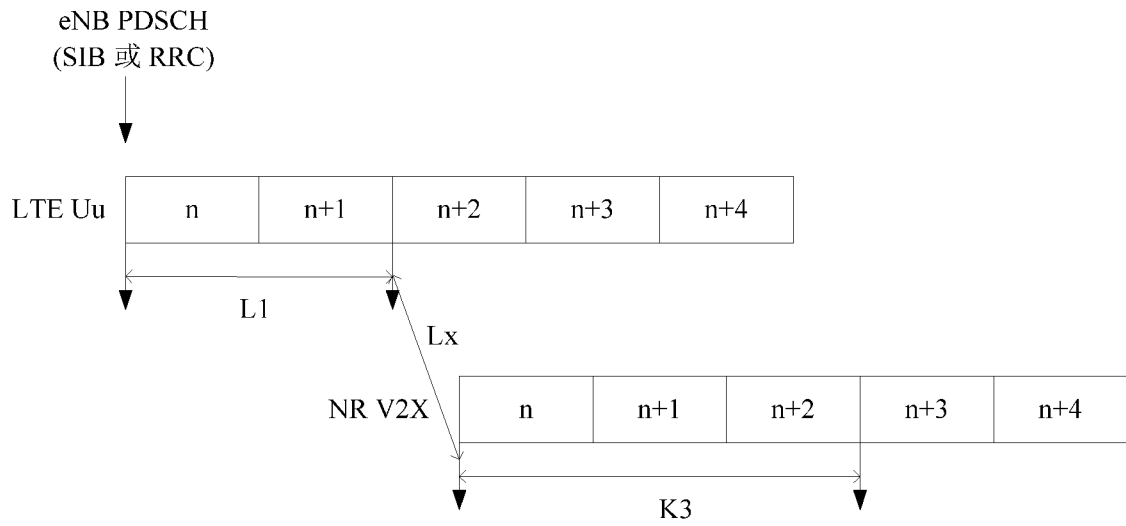 eNB PDSCH
(SIB 或 RRC)
LTE Uu n n+1 n+2 n+3 n+4
L1
Lx
NR V2X n n+1 n+2 n+3 n+4
K3